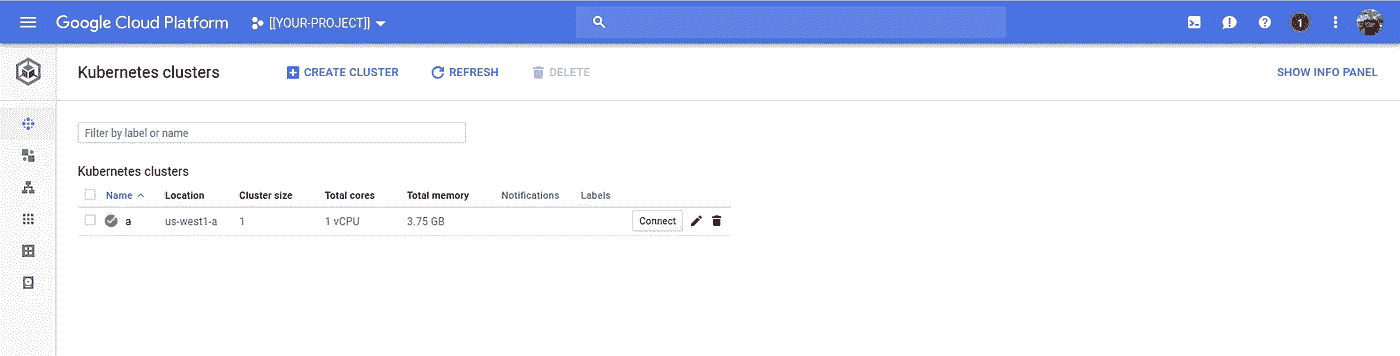 Google Cloud Platform [[YOUR-PROJECT]] 1
Kubernetes clusters CREATE CLUSTER REFRESH DELETE SHOW INFO PANEL
Filter by label or name
Kubernetes clusters
Name Location Cluster size Total cores Total memory Notifications Labels
a us-west1-a 1 1 vCPU 3.75 GB Connect